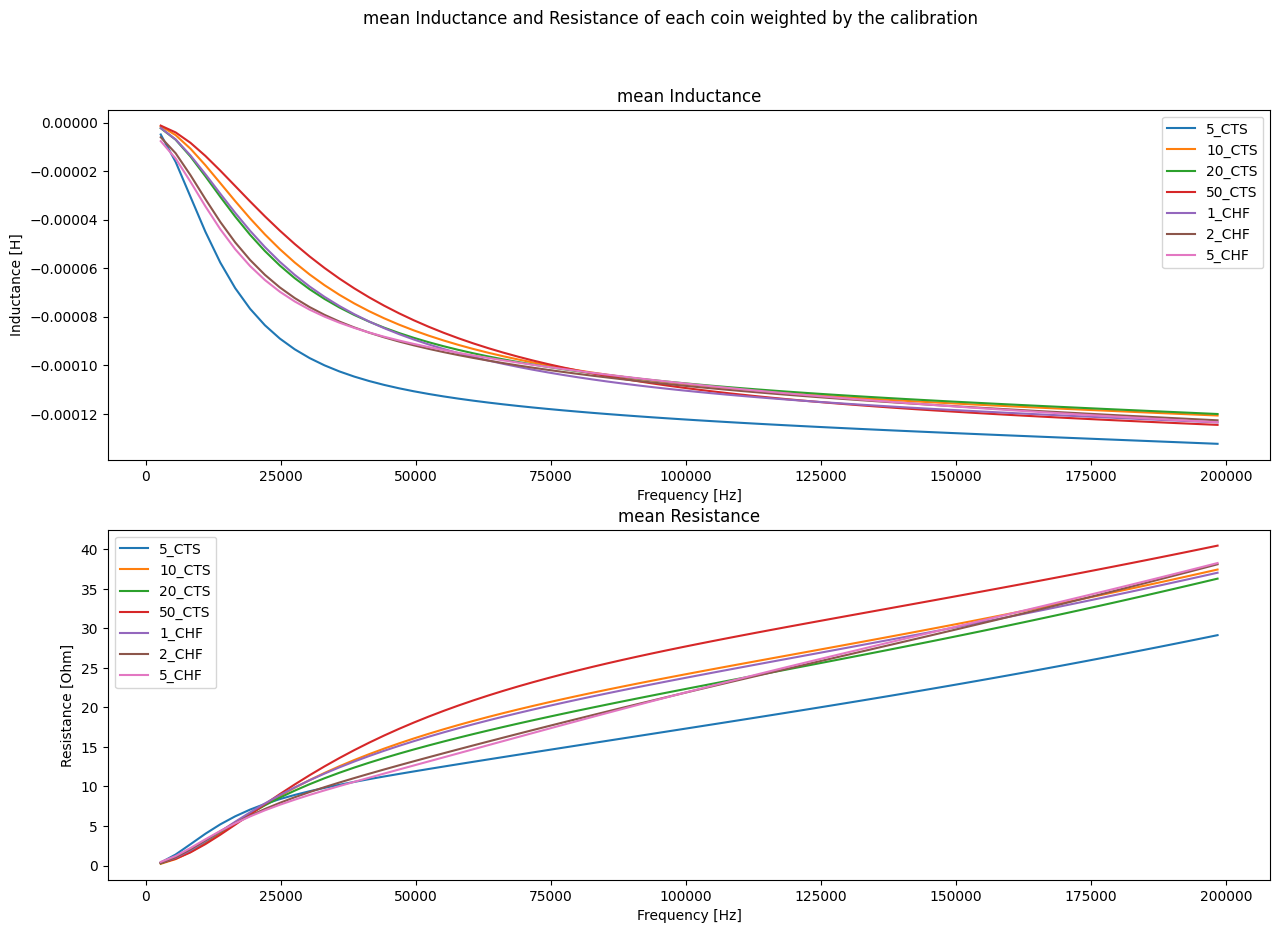 mean Inductance and Resistance of each coin weighted by the calibration
mean Inductance
Inductance [H]
0.00000
−0.00002
−0.00004
−0.00006
−0.00008
−0.00010
−0.00012
5_CTS
10_CTS
20_CTS
50_CTS
1_CHF
2_CHF
5_CHF
0 25000 50000 75000 100000 125000 150000 175000 200000
Frequency [Hz]
mean Resistance
Resistance [Ohm]
40
35
30
25
20
15
10
5
0
5_CTS
10_CTS
20_CTS
50_CTS
1_CHF
2_CHF
5_CHF
0 25000 50000 75000 100000 125000 150000 175000 200000
Frequency [Hz]